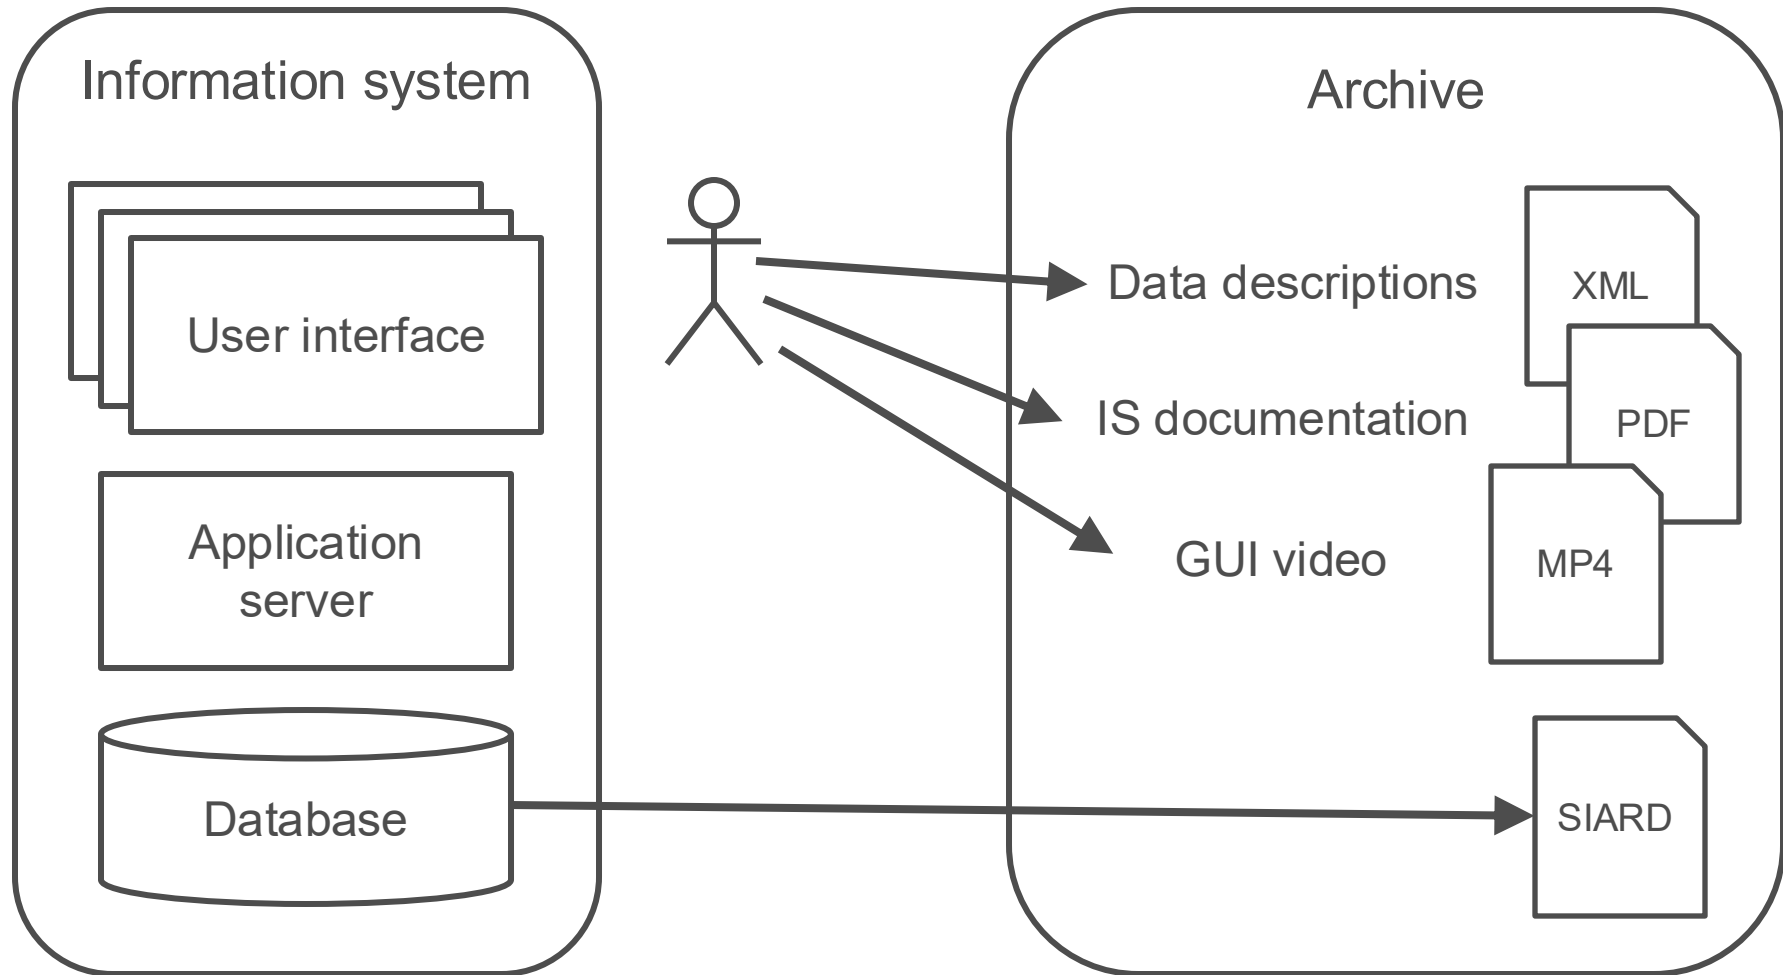 Information system
User interface
Application
server
Database
Archive
Data descriptions
XML
IS documentation
PDF
GUI video
MP4
SIARD